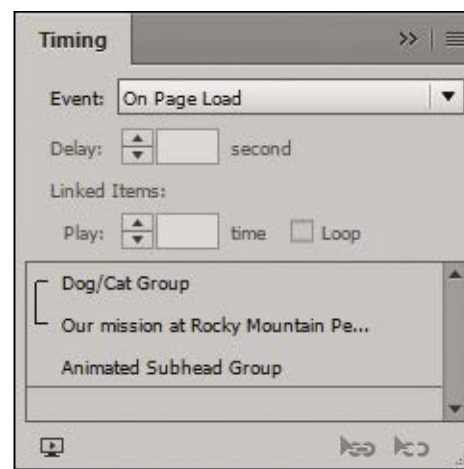 Timing
Event: On Page Load
Delay: second
Linked Items:
Play: time Loop
Dog/Cat Group
Our mission at Rocky Mountain Pe...
Animated Subhead Group